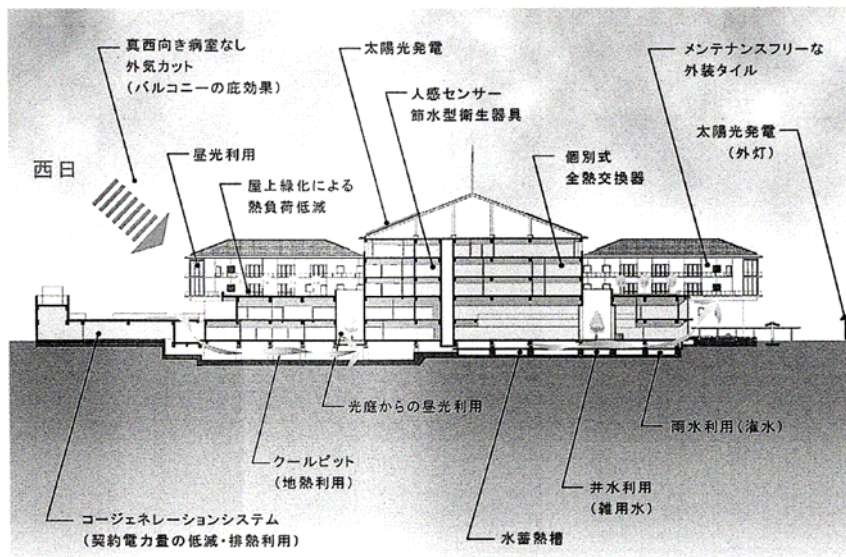 真西向き病室なし
外気カット
(バルコニーの庇効果)
太陽光発電
メンテナンスフリーな
外装タイル
人感センサー
節水型衛生器具
太陽光発電
(外灯)
西日
昼光利用
個別式
全熱交換器
屋上緑化による
熱負荷低減
光庭からの昼光利用
雨水利用(潅水)
クールピット
(地熱利用)
井水利用
(雑用水)
コージェネレーションシステム
(契約電力量の低減・排熱利用)
水蓄熱槽